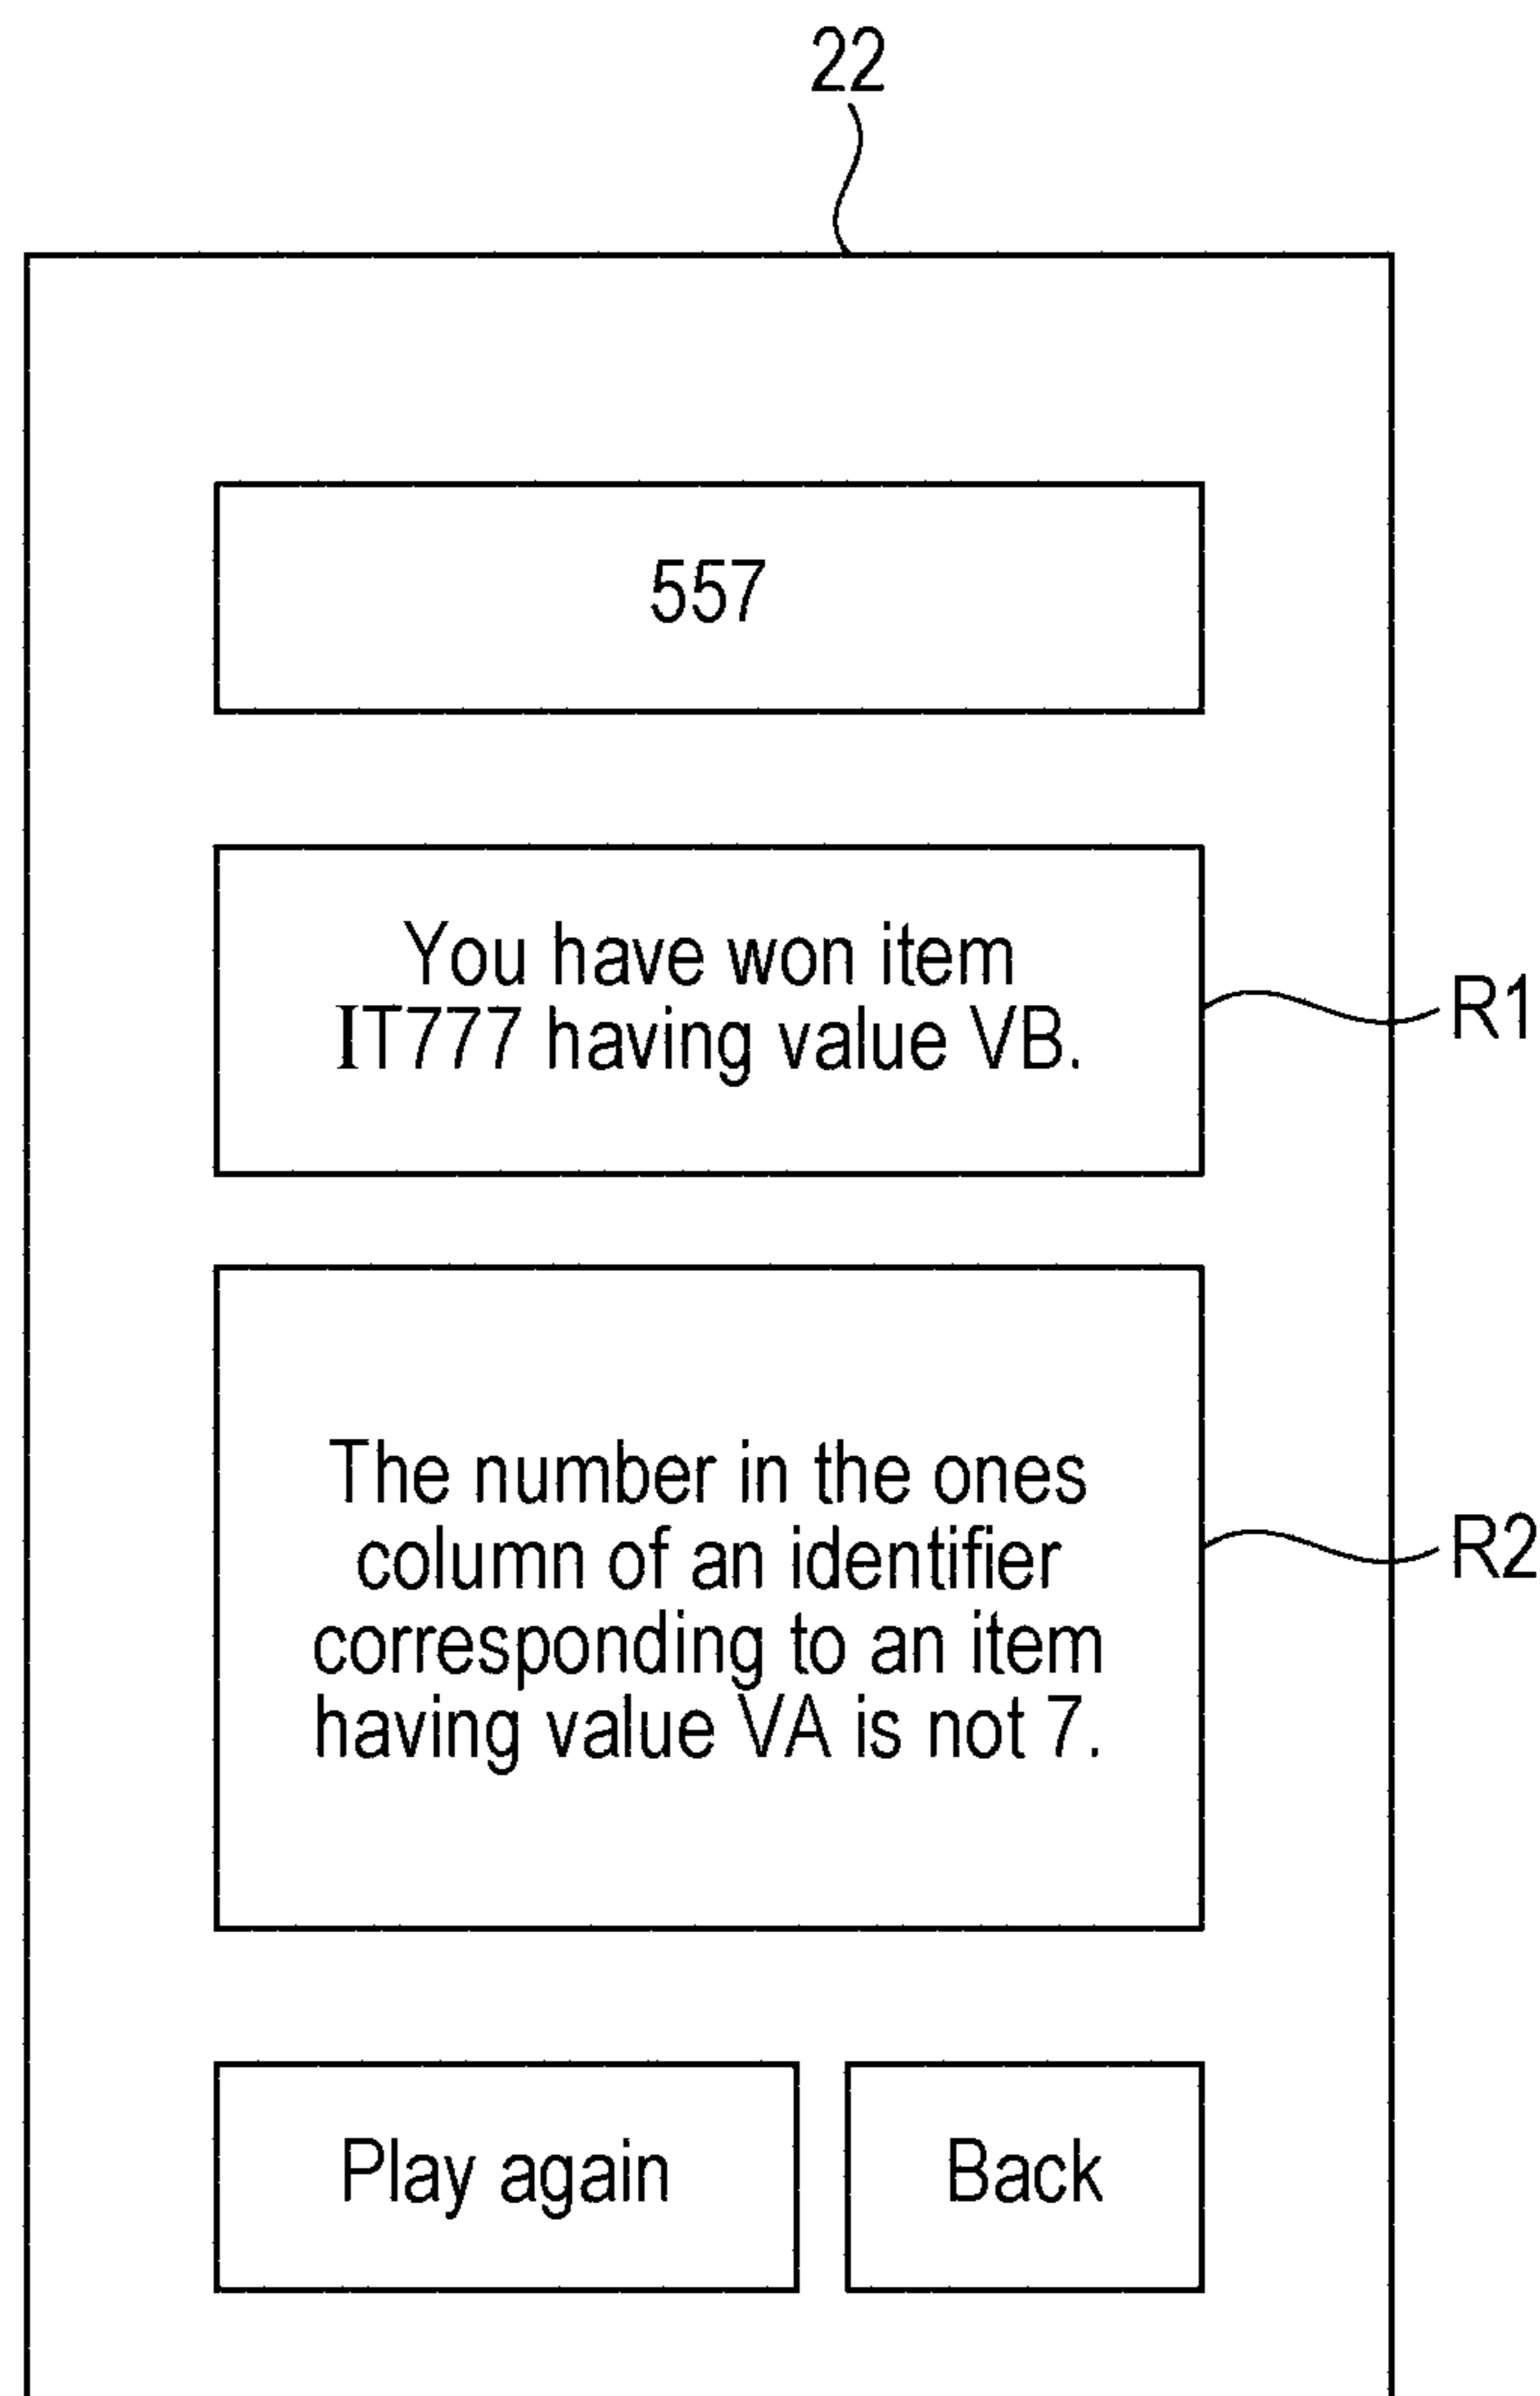 22
557
You have won item
IT777 having value VB.
R1
The number in the ones
column of an identifier
corresponding to an item
having value VA is not 7.
R2
Play again
Back